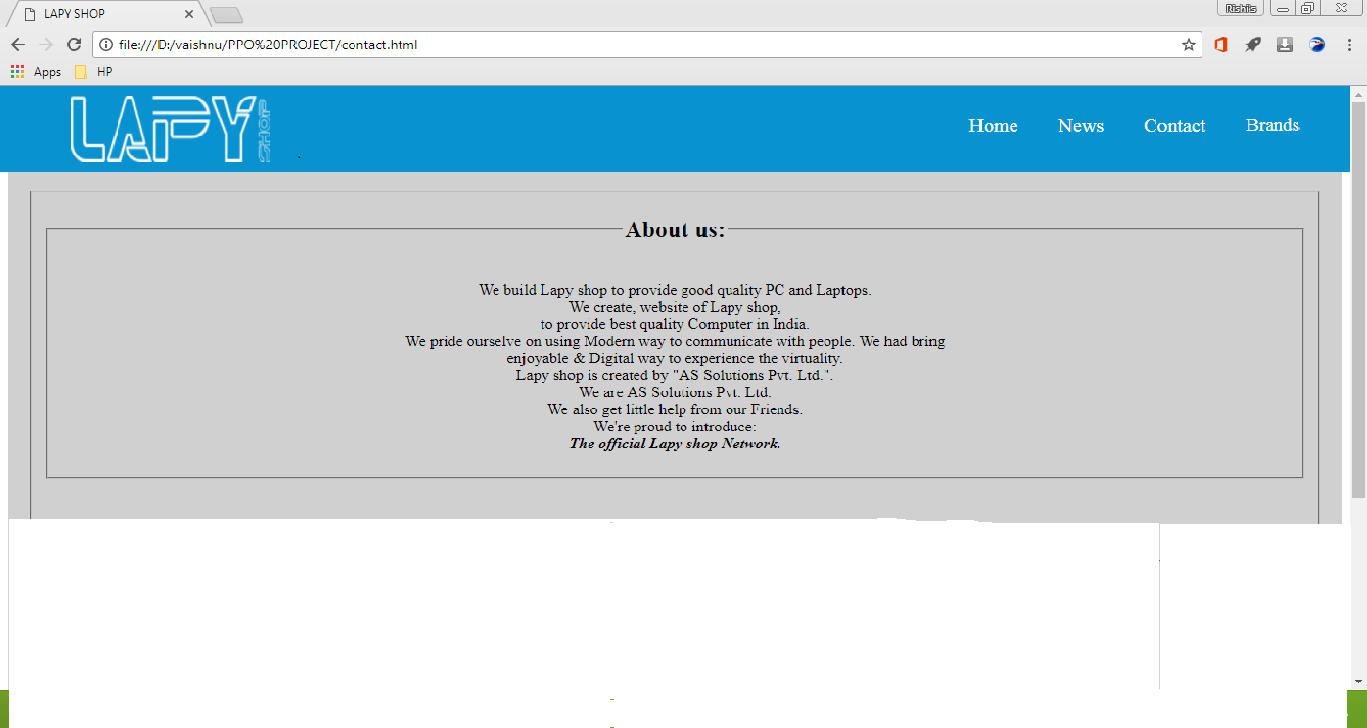 LAPY SHOP
Rishi's
file:///D:/vaishnu/PPO%20PROJECT/contact.html
Apps HP
LAPY SHOP
Home News Contact Brands
About us:
We build Lapy shop to provide good quality PC and Laptops.
We create, website of Lapy shop,
to provide best quality Computer in India.
We pride ourselve on using Modern way to communicate with people. We had bring
enjoyable & Digital way to experience the virtuality.
Lapy shop is created by "AS Solutions Pvt. Ltd.".
We are AS Solutions Pvt. Ltd.
We also get little help from our Friends.
We're proud to introduce:
The official Lapy shop Network.